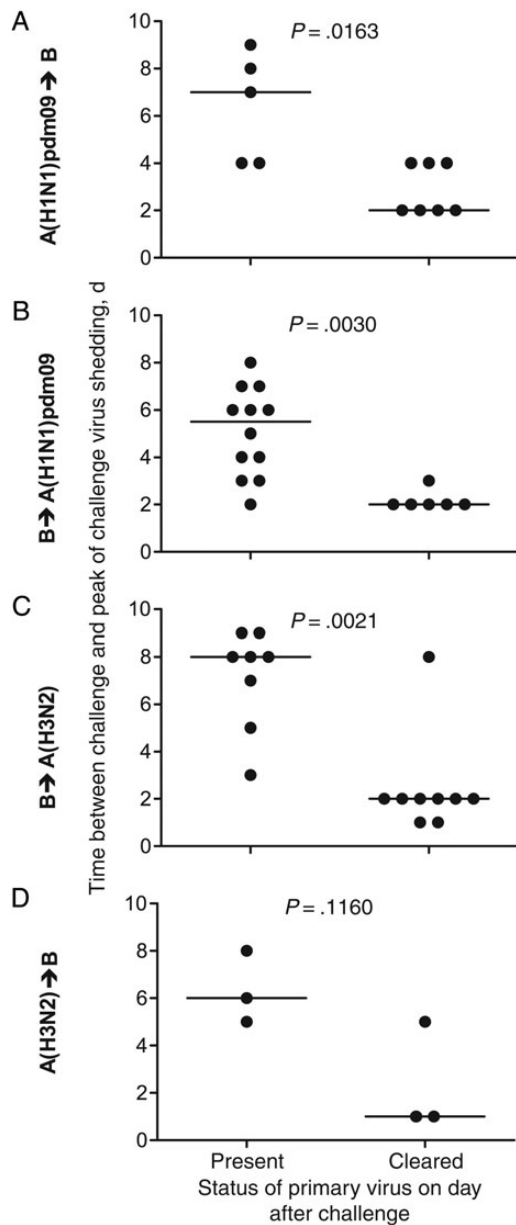 A
A(H1N1)pdm09 ➔ B
P = .0163
10
8
6
4
2
0
B
B➔ A(H1N1)pdm09
P = .0030
10
8
6
4
2
0
Time between challenge and peak of challenge virus shedding, d
C
B➔ A(H3N2)
P = .0021
10
8
6
4
2
0
D
A(H3N2)➔B
P = .1160
10
8
6
4
2
0
Present Cleared
Status of primary virus on day
after challenge